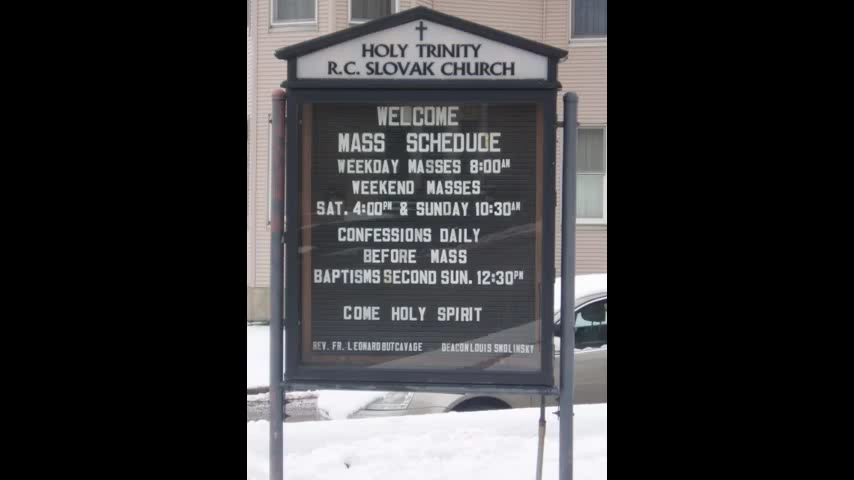 HOLY TRINITY
R.C. SLOVAK CHURCH
WELCOME
MASS SCHEDUDE
WEEKDAY MASSES 8:00AM
WEEKEND MASSES
SAT. 4:00PM & SUNDAY 10:30AM
CONFESSIONS DAILY
BEFORE MASS
BAPTISMS SECOND SUN. 12:30PM
COME HOLY SPIRIT
REV. FR. LEONARD BUTCAVAGE DEACON LOUIS SMOLINSKY